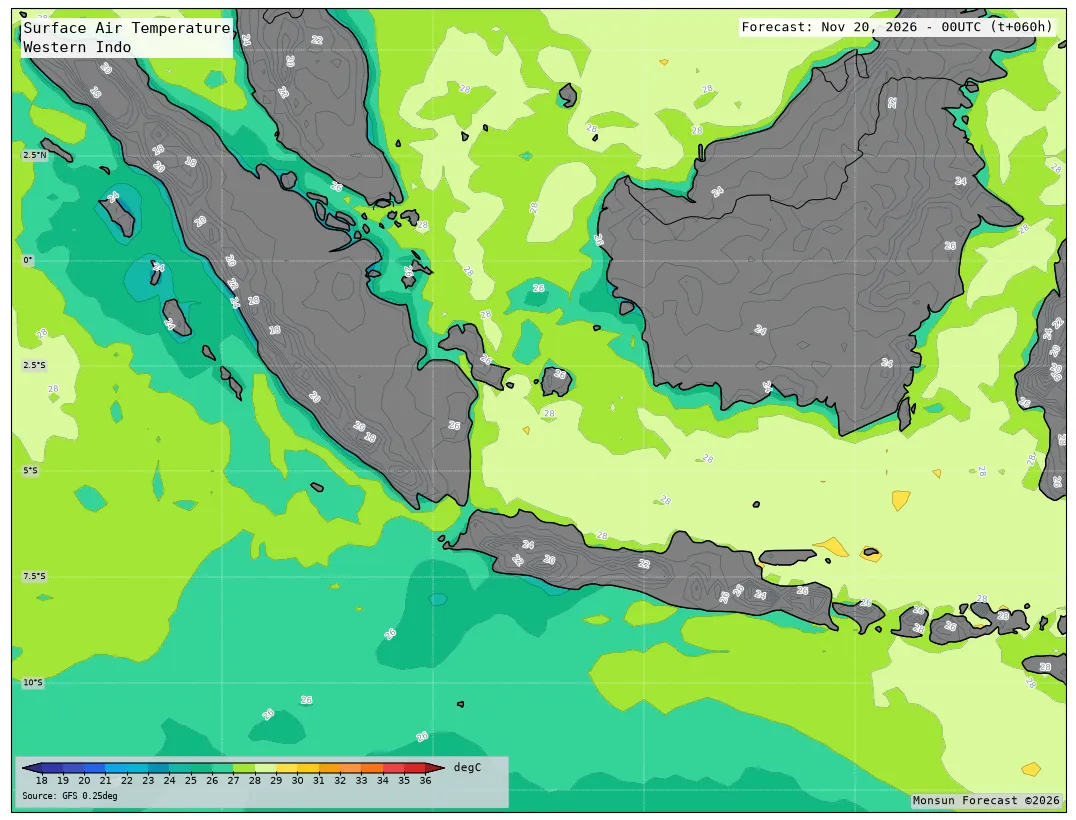 Surface Air Temperature
Western Indo
Forecast: Nov 20, 2026 - 00UTC (t+060h)
2.5°N
0°
2.5°S
5°S
7.5°S
10°S
18 19 20 21 22 23 24 25 26 27 28 29 30 31 32 33 34 35 36 degC
Source: GFS 0.25deg
Monsun Forecast ©2026